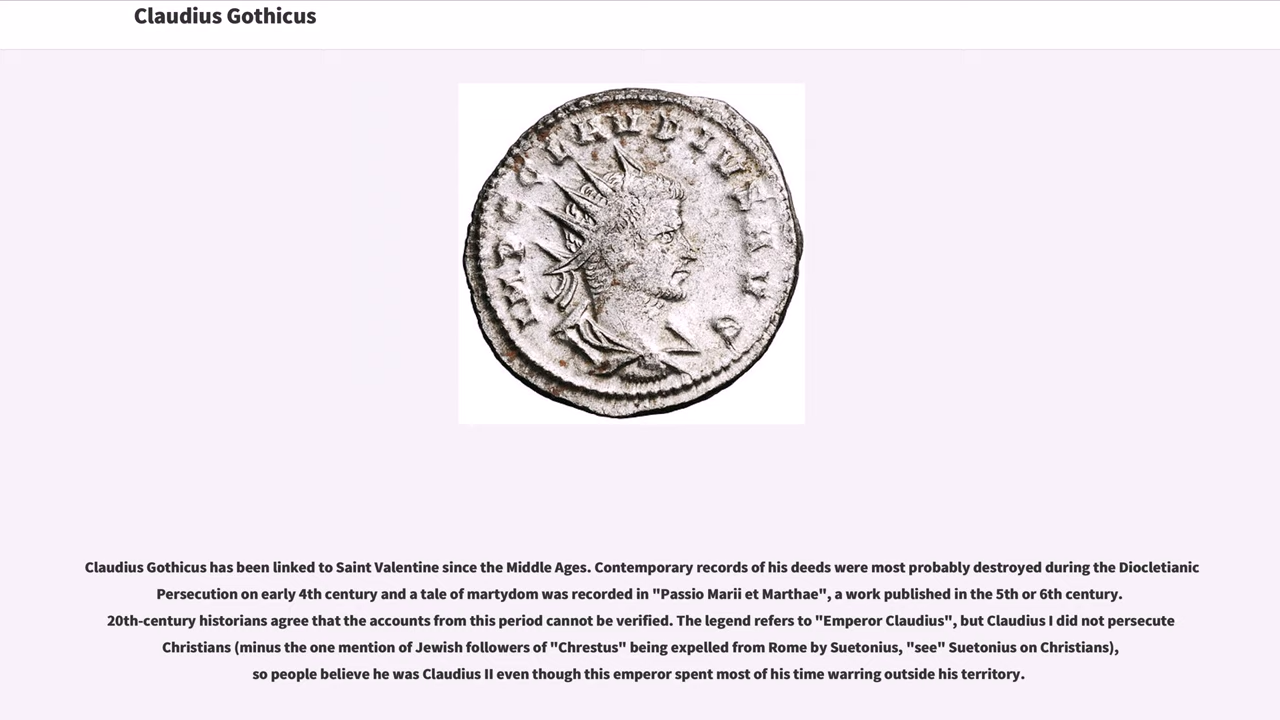 Claudius Gothicus
IMP C CLAUDIUS AUG
Claudius Gothicus has been linked to Saint Valentine since the Middle Ages. Contemporary records of his deeds were most probably destroyed during the Diocletianic
Persecution on early 4th century and a tale of martydom was recorded in "Passio Marii et Marthae", a work published in the 5th or 6th century.
20th-century historians agree that the accounts from this period cannot be verified. The legend refers to "Emperor Claudius", but Claudius I did not persecute
Christians (minus the one mention of Jewish followers of "Chrestus" being expelled from Rome by Suetonius, "see" Suetonius on Christians),
so people believe he was Claudius II even though this emperor spent most of his time warring outside his territory.